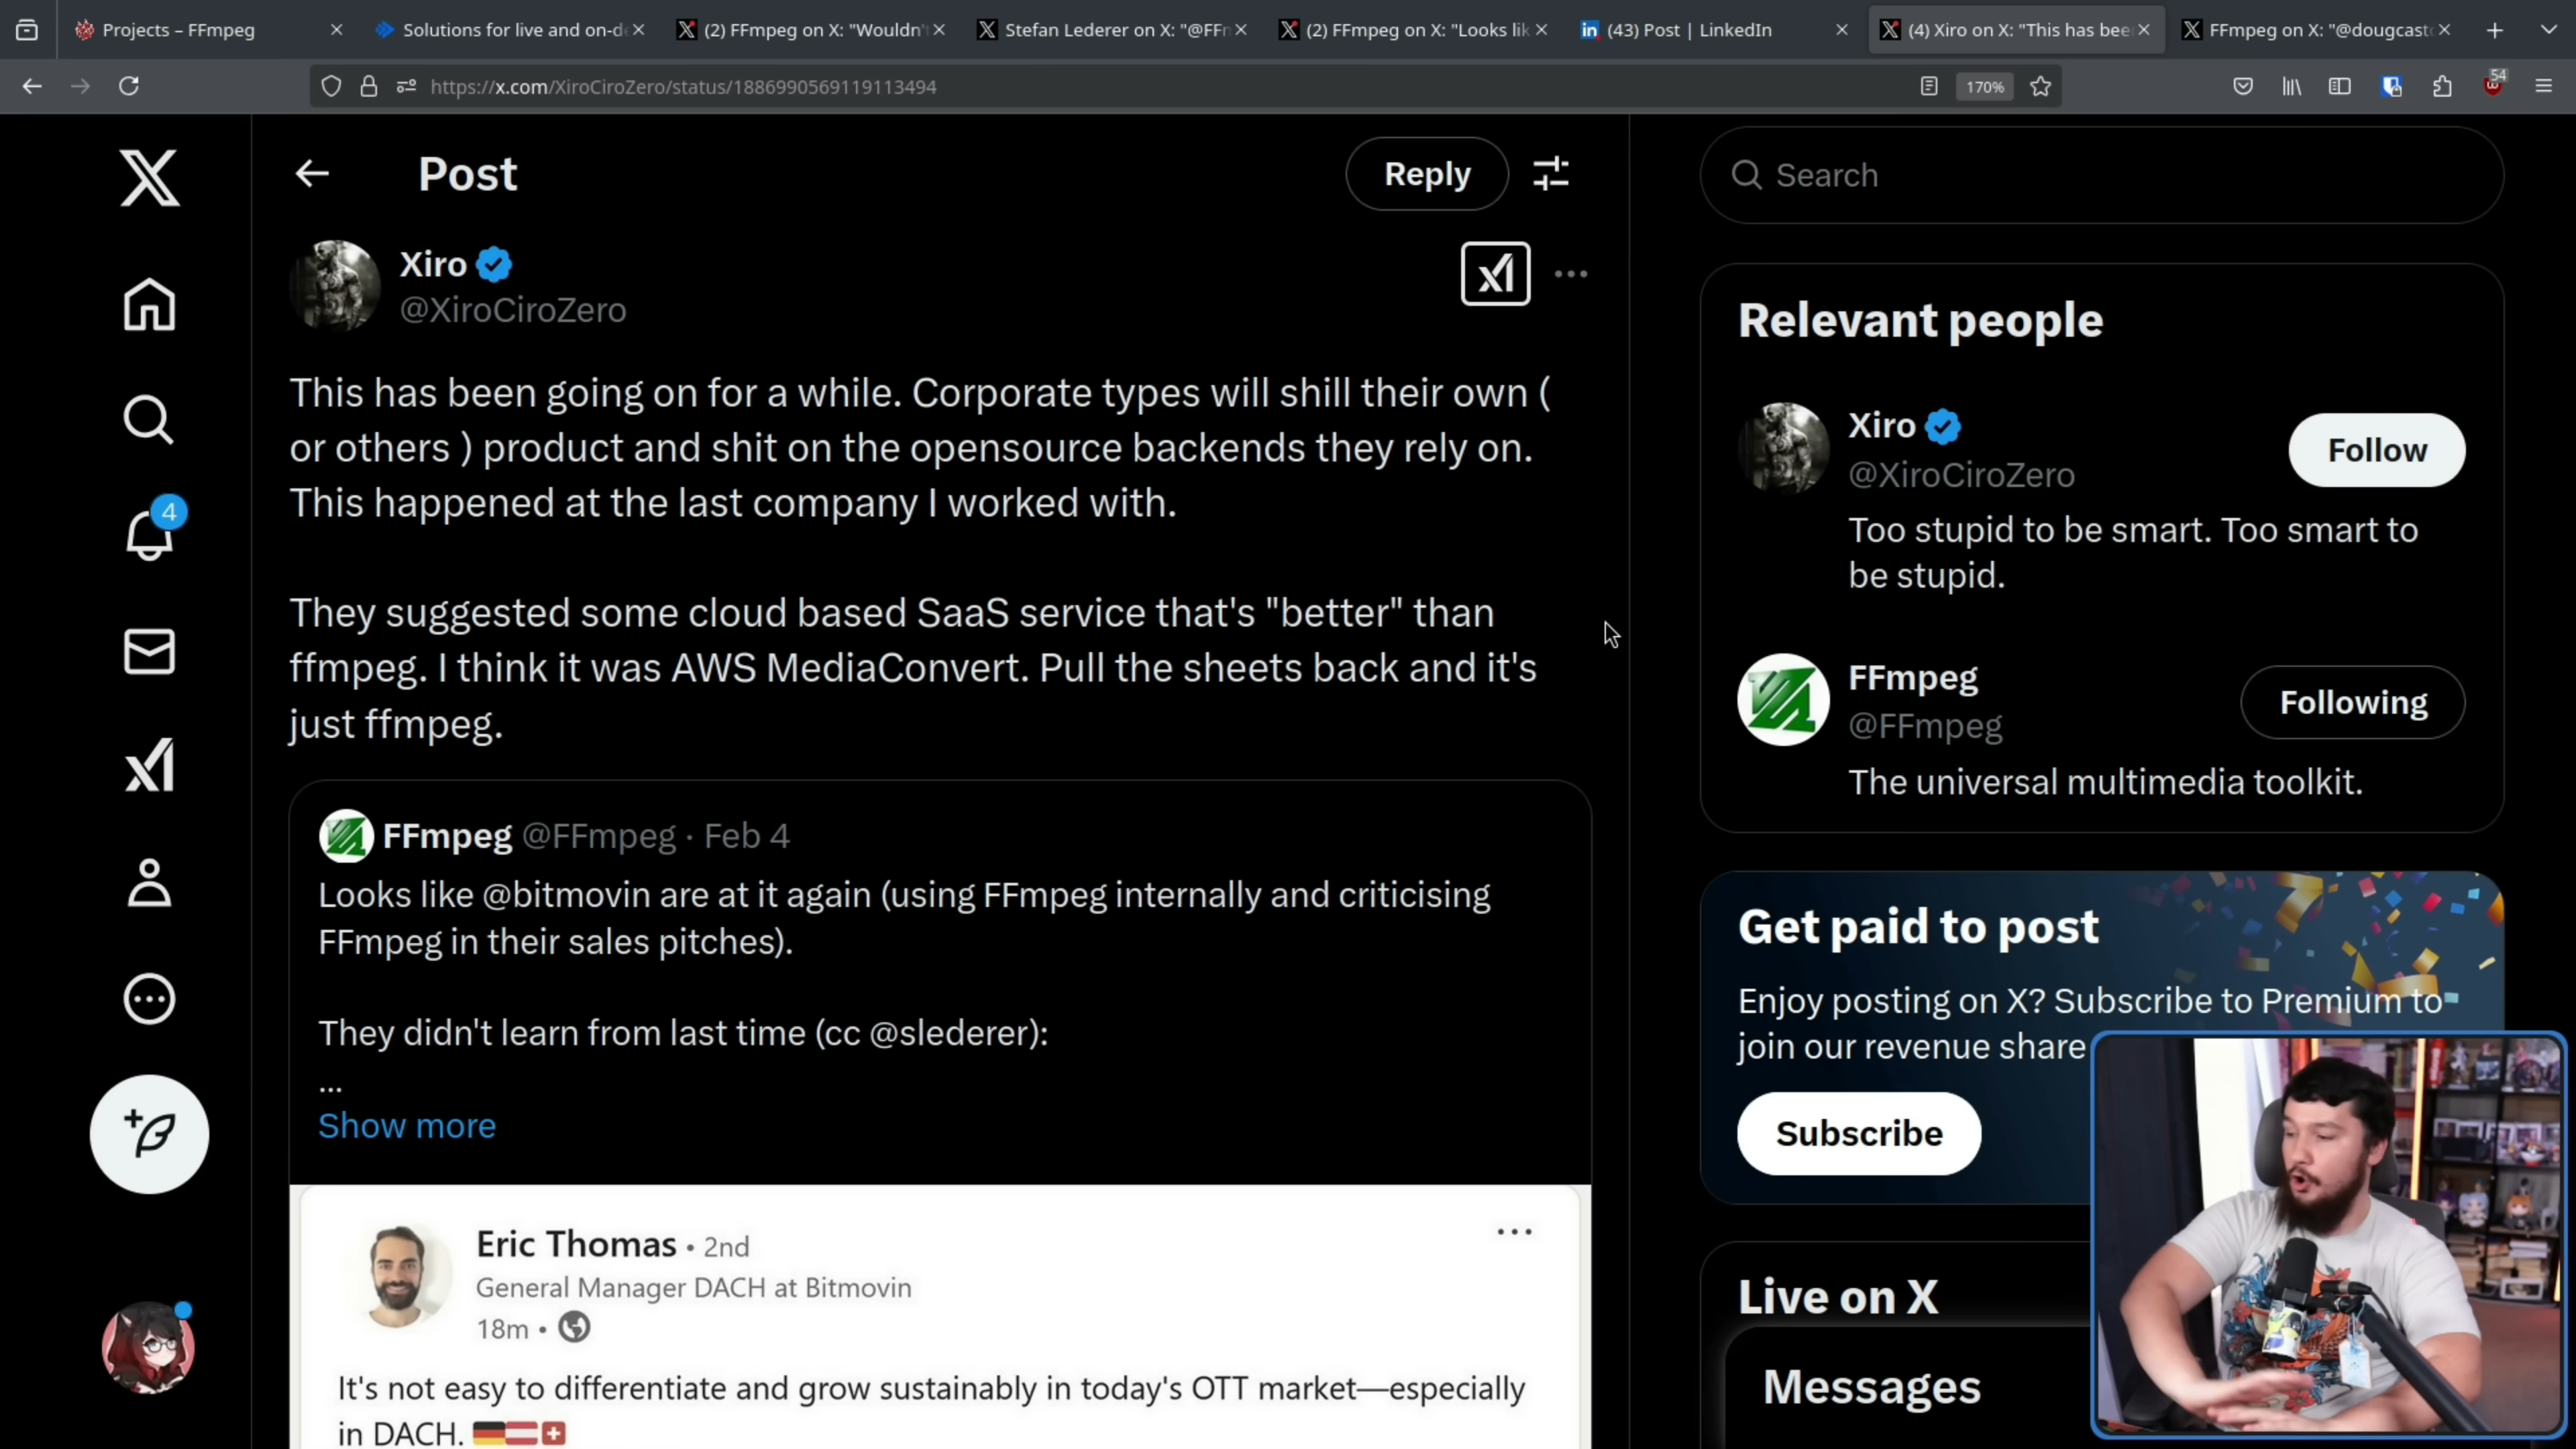 Projects – FFmpeg
Solutions for live and on-de
(2) FFmpeg on X: "Wouldn't
Stefan Lederer on X: "@FFn
(2) FFmpeg on X: "Looks lik
(43) Post | LinkedIn
(4) Xiro on X: "This has bee
FFmpeg on X: "@dougcast
https://x.com/XiroCiroZero/status/1886990569119113494
170%
54
Post
Reply
Search
Xiro
@XiroCiroZero
This has been going on for a while. Corporate types will shill their own (
or others ) product and shit on the opensource backends they rely on.
This happened at the last company I worked with.
They suggested some cloud based SaaS service that's "better" than
ffmpeg. I think it was AWS MediaConvert. Pull the sheets back and it's
just ffmpeg.
FFmpeg @FFmpeg · Feb 4
Looks like @bitmovin are at it again (using FFmpeg internally and criticising
FFmpeg in their sales pitches).
They didn't learn from last time (cc @slederer):
...
Show more
Eric Thomas • 2nd
General Manager DACH at Bitmovin
18m •
It's not easy to differentiate and grow sustainably in today's OTT market—especially
in DACH.
4
Relevant people
Xiro
@XiroCiroZero
Follow
Too stupid to be smart. Too smart to
be stupid.
FFmpeg
@FFmpeg
Following
The universal multimedia toolkit.
Get paid to post
Enjoy posting on X? Subscribe to Premium to
join our revenue share
Subscribe
Live on X
Messages